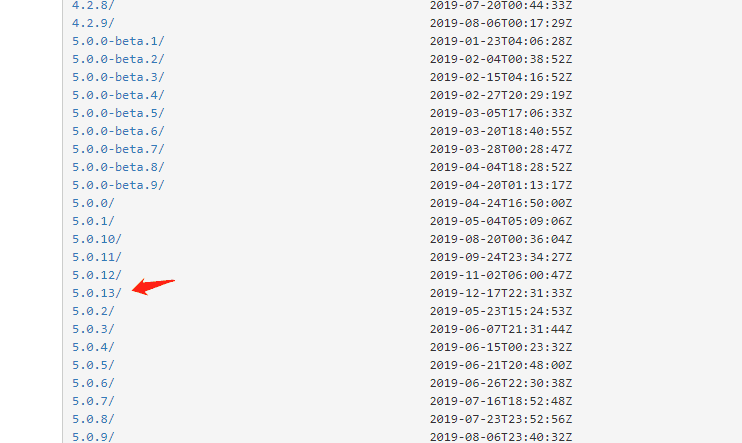 4.2.8/ 2019-07-20T00:44:33Z
4.2.9/ 2019-08-06T00:17:29Z
5.0.0-beta.1/ 2019-01-23T04:06:28Z
5.0.0-beta.2/ 2019-02-04T00:38:52Z
5.0.0-beta.3/ 2019-02-15T04:16:52Z
5.0.0-beta.4/ 2019-02-27T20:29:19Z
5.0.0-beta.5/ 2019-03-05T17:06:33Z
5.0.0-beta.6/ 2019-03-20T18:40:55Z
5.0.0-beta.7/ 2019-03-28T00:28:47Z
5.0.0-beta.8/ 2019-04-04T18:28:52Z
5.0.0-beta.9/ 2019-04-20T01:13:17Z
5.0.0/ 2019-04-24T16:50:00Z
5.0.1/ 2019-05-04T05:09:06Z
5.0.10/ 2019-08-20T00:36:04Z
5.0.11/ 2019-09-24T23:34:27Z
5.0.12/ 2019-11-02T06:00:47Z
5.0.13/ 2019-12-17T22:31:33Z
5.0.2/ 2019-05-23T15:24:53Z
5.0.3/ 2019-06-07T21:31:44Z
5.0.4/ 2019-06-15T00:23:32Z
5.0.5/ 2019-06-21T20:48:00Z
5.0.6/ 2019-06-26T22:30:38Z
5.0.7/ 2019-07-16T18:52:48Z
5.0.8/ 2019-07-23T23:52:56Z
5.0.9/ 2019-08-06T23:40:32Z